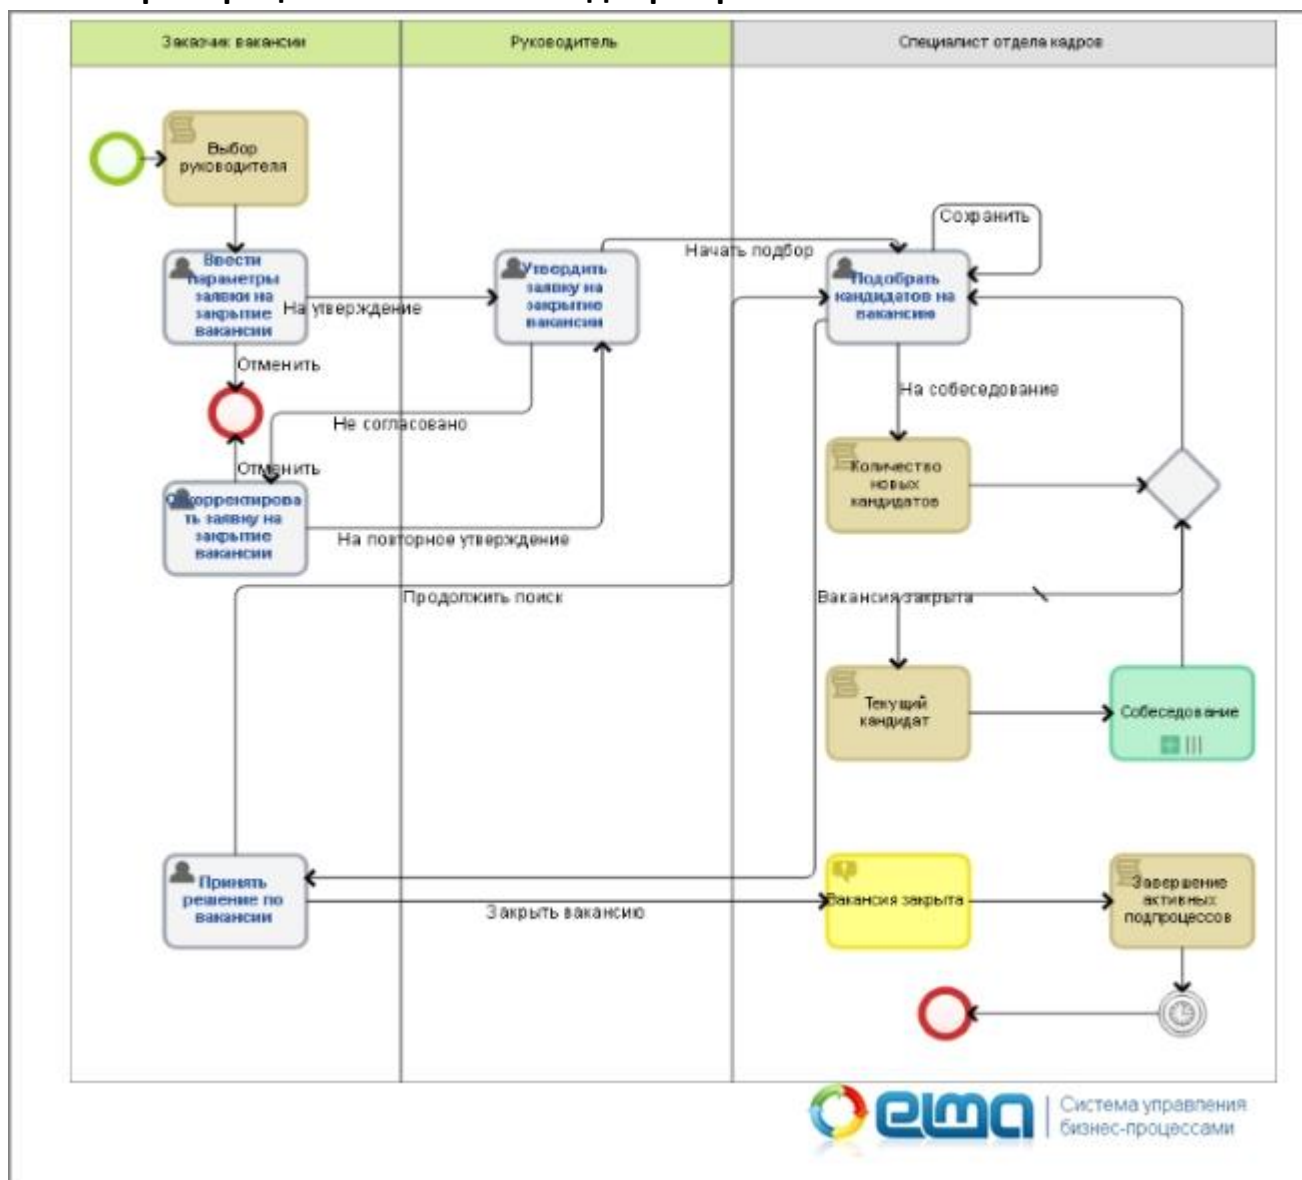 Заказчик вакансии
Руководитель
Специалист отдела кадров
Выбор
руководителя
Сохранить
Начать подбор
Ввести
параметры
заявки на
закрытие
вакансии
На утверждение
Утвердить
заявку на
закрытие
вакансии
Подобрать
кандидатов на
вакансию
Отменить
На собеседование
Не согласовано
Отменить
Количество
новых
кандидатов
Откорректирова
ть заявку на
закрытие
вакансии
На повторное утверждение
Продолжить поиск
Вакансия закрыта
Текущий
кандидат
Собеседование
Принять
решение по
вакансии
Закрыть вакансию
Вакансия закрыта
Завершение
активных
подпроцессов
elma
Система управления
бизнес-процессами